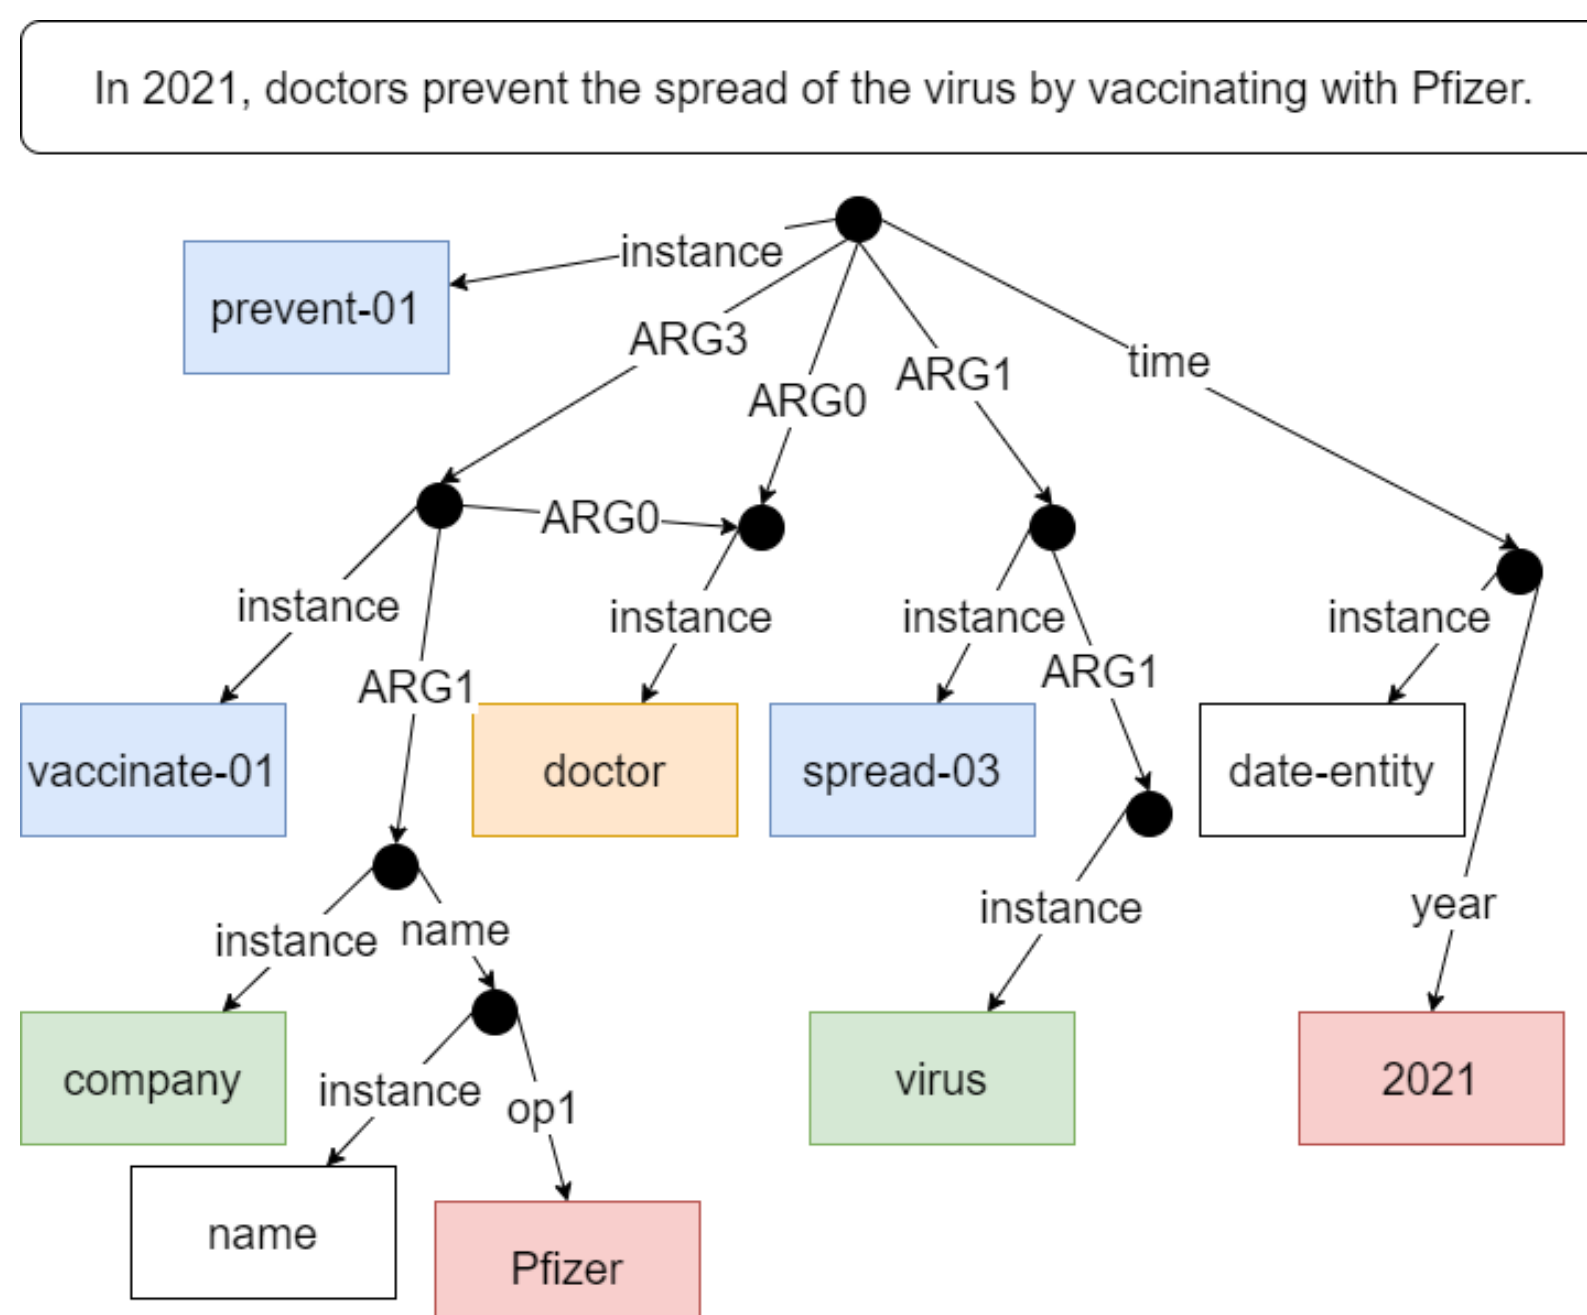 In 2021, doctors prevent the spread of the virus by vaccinating with Pfizer.
instance
prevent-01
ARG3
ARG0
ARG1
time
ARG0
instance
instance
instance
instance
ARG1
ARG1
vaccinate-01
doctor
spread-03
date-entity
instance
name
instance
year
company
instance
op1
virus
2021
name
Pfizer